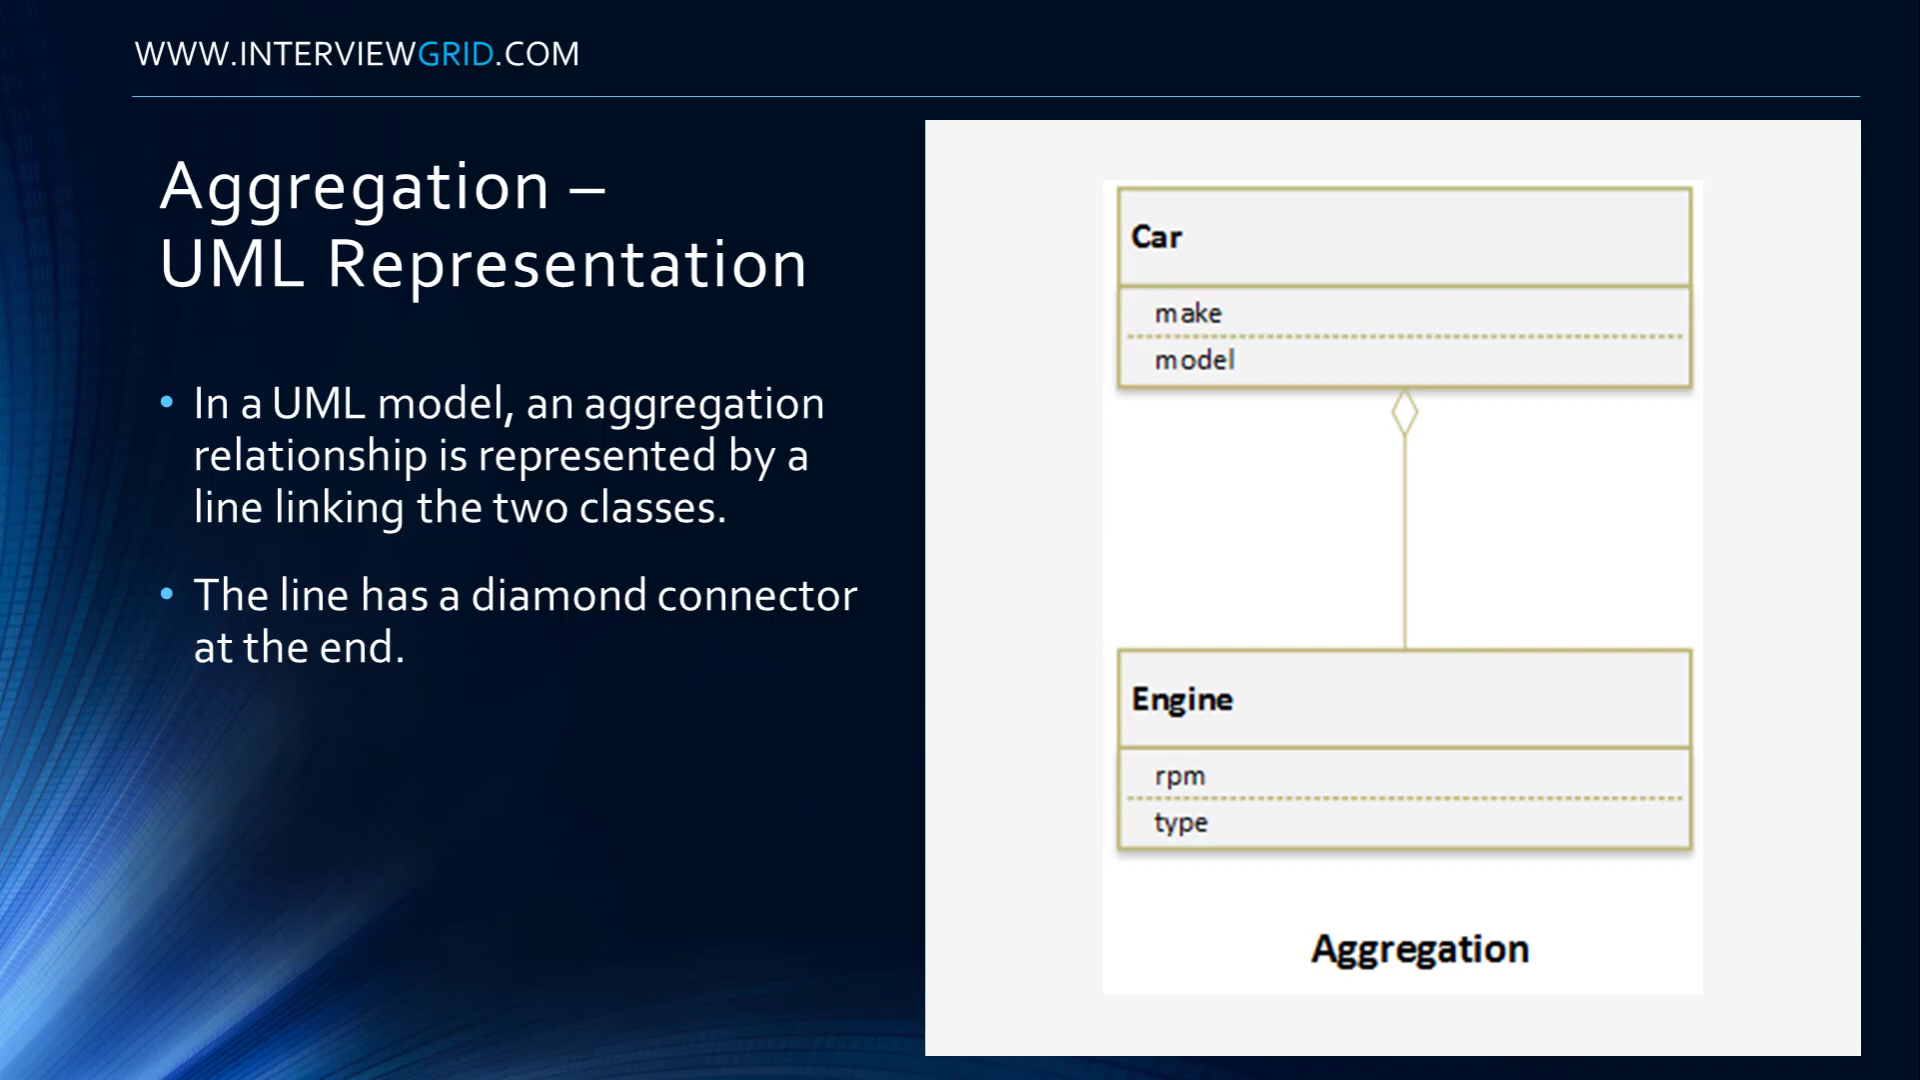 WWW.INTERVIEWGRID.COM
Aggregation –
UML Representation
• In a UML model, an aggregation
relationship is represented by a
line linking the two classes.
• The line has a diamond connector
at the end.
Car
make
model
Engine
rpm
type
Aggregation